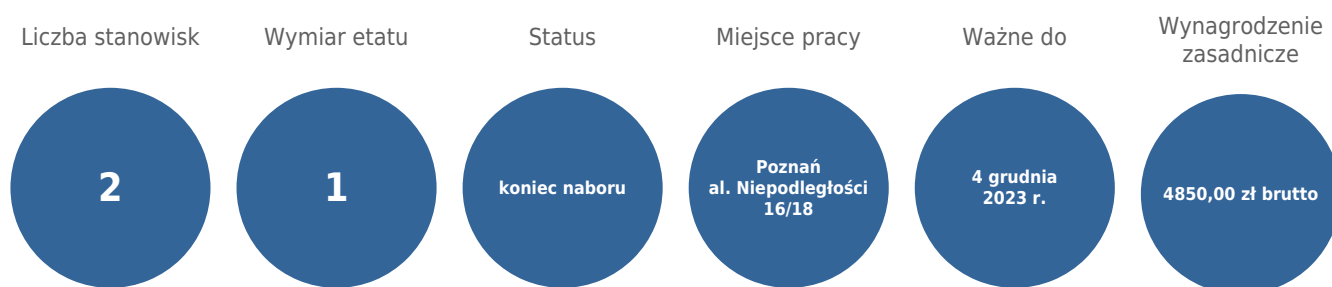 Liczba stanowisk
2
Wymiar etatu
1
Status
koniec naboru
Miejsce pracy
Poznań
al. Niepodległości
16/18
Ważne do
4 grudnia
2023 r.
Wynagrodzenie
zasadnicze
4850,00 zł brutto